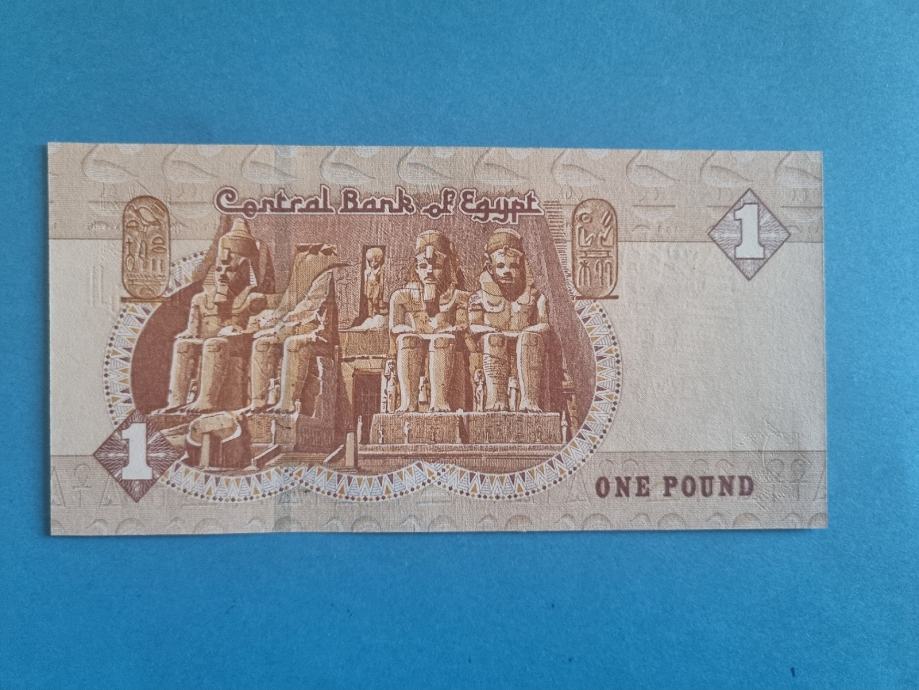 Central Bank of Egypt
1
1
ONE POUND